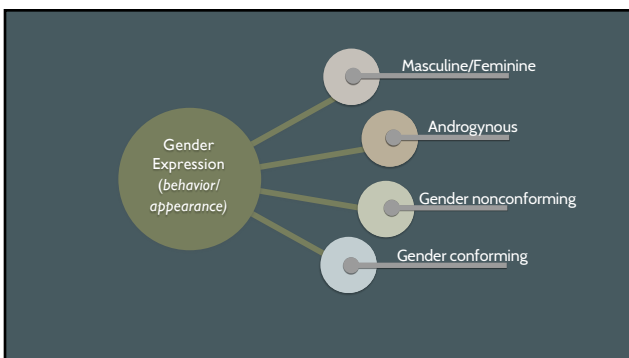 Gender
Expression
(behavior/
appearance)
Masculine/Feminine
Androgynous
Gender nonconforming
Gender conforming